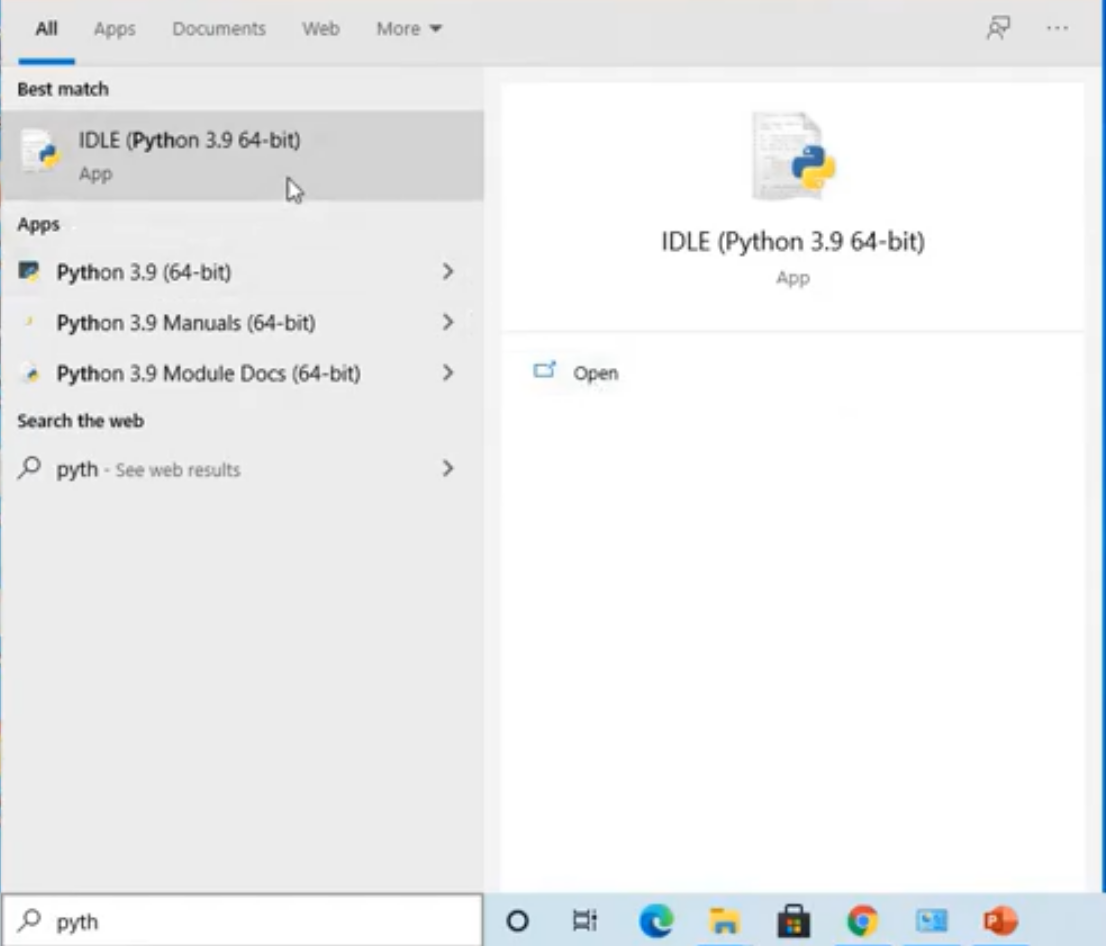 All Apps Documents Web More
Best match
IDLE (Python 3.9 64-bit)
App
Apps
Python 3.9 (64-bit)
Python 3.9 Manuals (64-bit)
Python 3.9 Module Docs (64-bit)
Search the web
pyth - See web results
IDLE (Python 3.9 64-bit)
App
Open
pyth